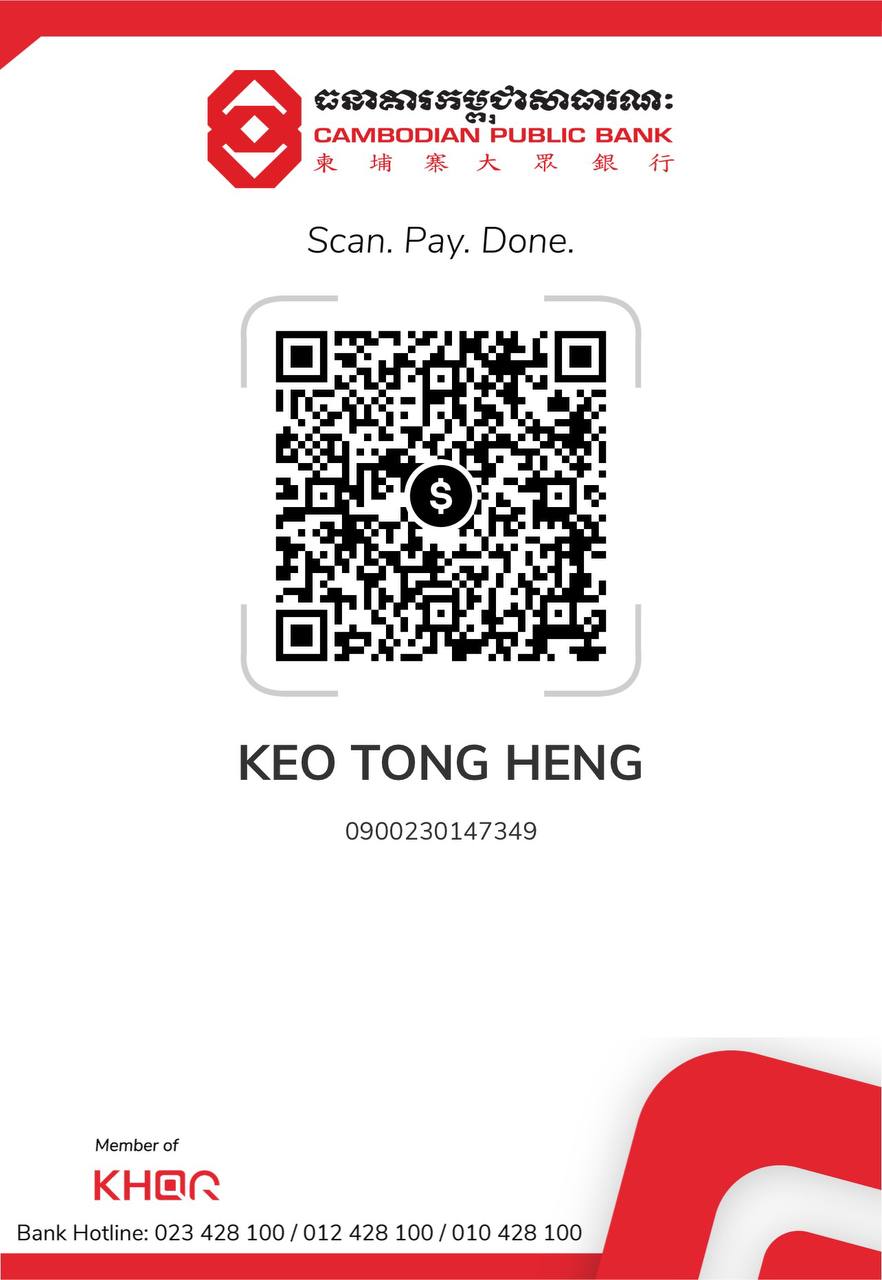 ធនាគារកម្ពុជាសាធារណៈ
CAMBODIAN PUBLIC BANK
柬埔寨大眾銀行
Scan. Pay. Done.
$
KEO TONG HENG
0900230147349
Member of
KHQR
Bank Hotline: 023 428 100 / 012 428 100 / 010 428 100